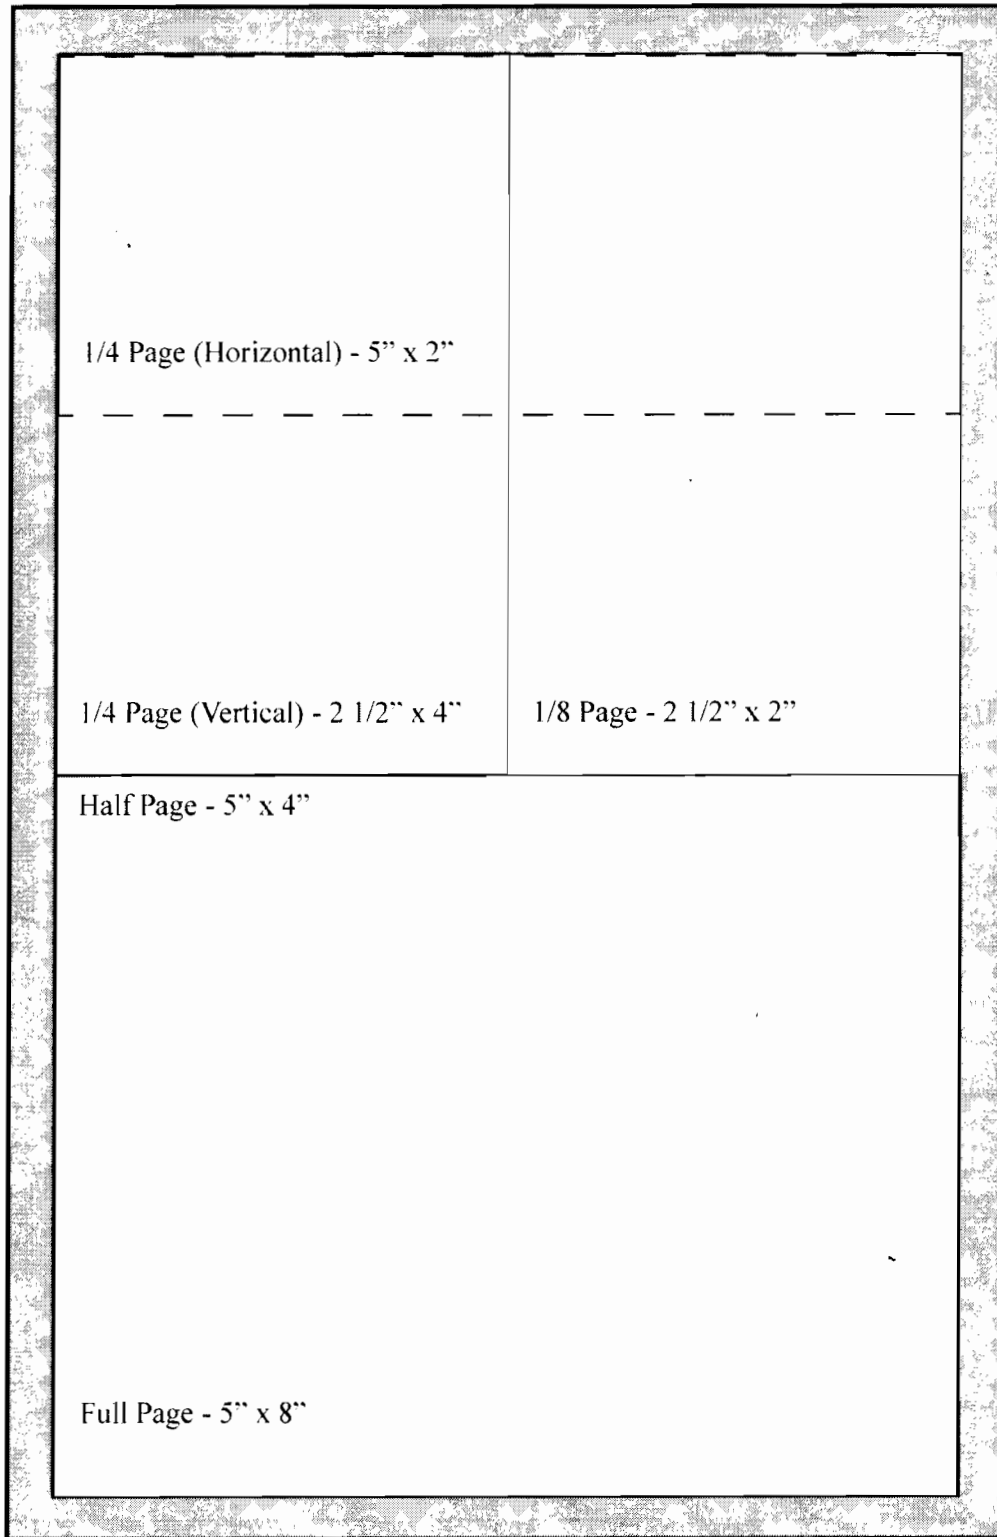 1/4 Page (Horizontal) - 5” x 2”
1/4 Page (Vertical) - 2 1/2” x 4”
1/8 Page - 2 1/2” x 2”
Half Page - 5” x 4”
Full Page - 5” x 8”